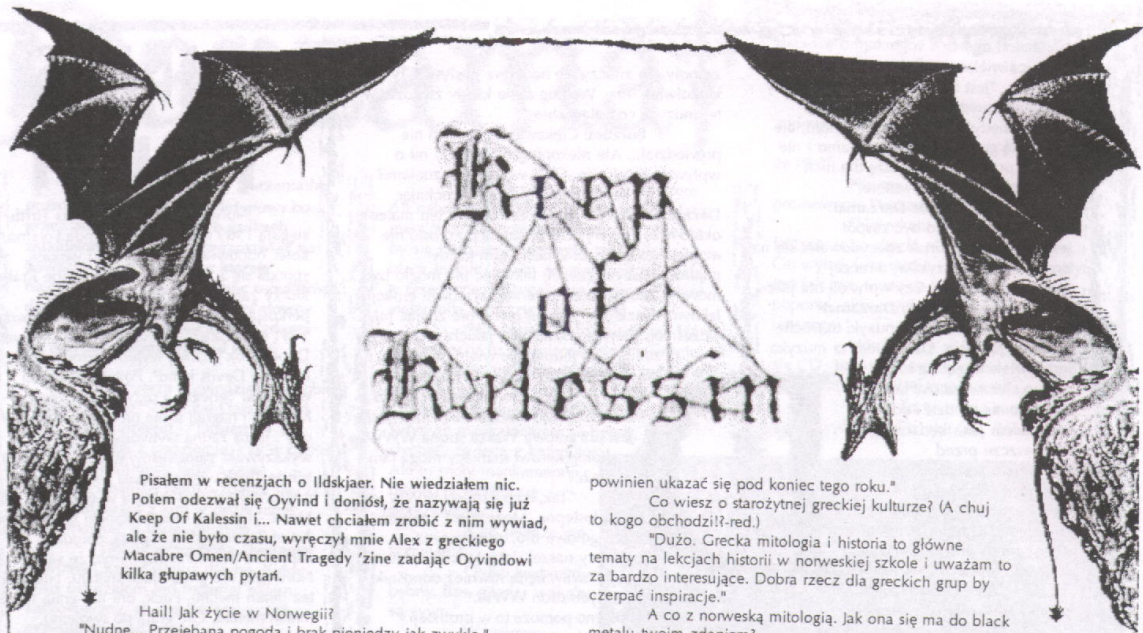 Keep
of
Kalessin
Pisałem w recenzjach o Ildskjaer. Nie wiedziałem nic.
Potem odezwał się Oyvind i doniósł, że nazywają się już
Keep Of Kalessin i... Nawet chciałem zrobić z nim wywiad,
ale że nie było czasu, wyręczył mnie Alex z greckiego
Macabre Omen/Ancient Tragedy 'zine zadając Oyvindowi
kilka głupawych pytań.
Hail! Jak życie w Norwegii?
"Nudne... Przejebana pogoda i brak pieniędzy jak zwykle."
powinien ukazać się pod koniec tego roku."
Co wiesz o starożytnej greckiej kulturze? (A chuj
to kogo obchodzi!?-red.)
"Dużo. Grecka mitologia i historia to główne
tematy na lekcjach historii w norweskiej szkole i uważam to
za bardzo interesujące. Dobra rzecz dla greckich grup by
czerpać inspiracje."
A co z norweską mitologią. Jak ona się ma do black
metalu twoim zdaniem?